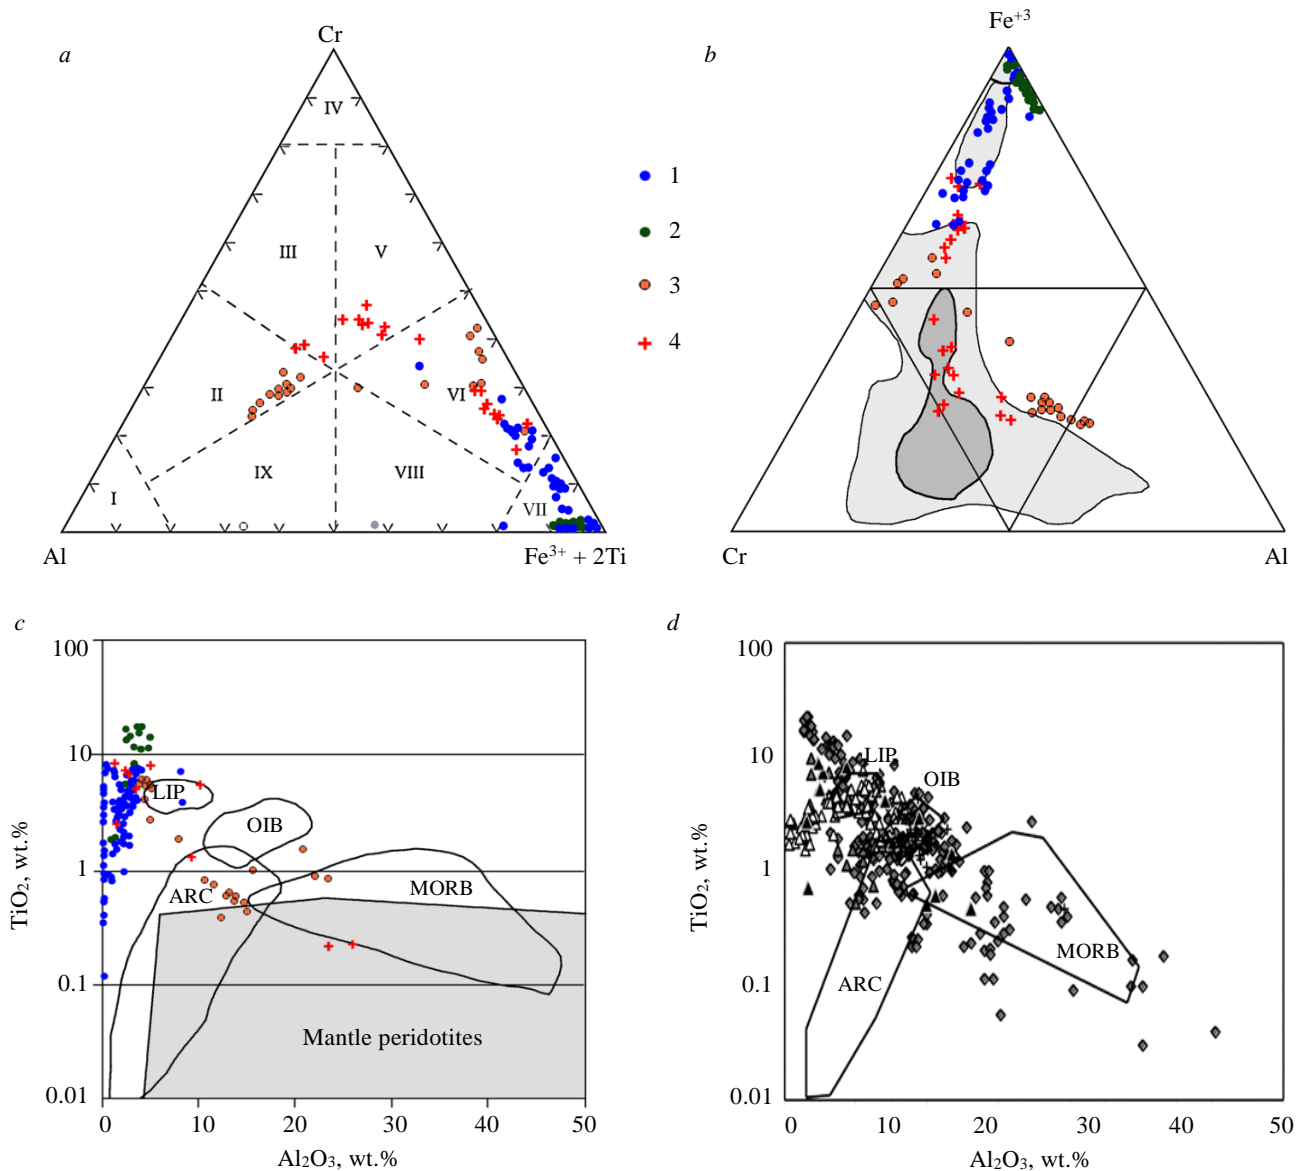 a
Cr
IV
III
V
II
VI
I
IX
VIII
VII
Al
Fe3+ + 2Ti
1
2
3
4
b
Fe+3
Cr
Al
c
TiO2, wt.%
100
10
1
0.1
0.01
LIP
OIB
ARC
MORB
Mantle peridotites
0 10 20 30 40 50
Al2O3, wt.%
d
TiO2, wt.%
100
10
1
0.1
0.01
LIP
OIB
MORB
ARC
0 10 20 30 40 50
Al2O3, wt.%